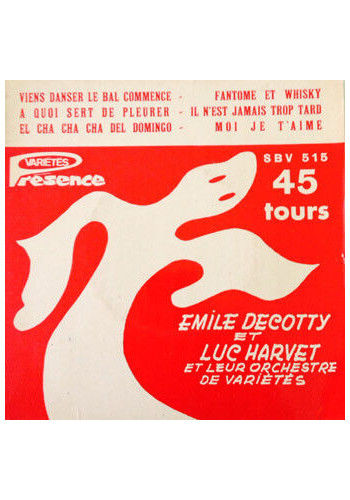 VIENS DANSER LE BAL COMMENCE - FANTOME ET WHISKY
A QUOI SERT DE PLEURER - IL N'EST JAMAIS TROP TARD
EL CHA CHA CHA DEL DOMINGO - MOI JE T'AIME
VARIETES
Présence
SBV 515
45
tours
EMILE DECOTTY
ET
LUC HARVET
ET LEUR ORCHESTRE
DE VARIÉTÉS